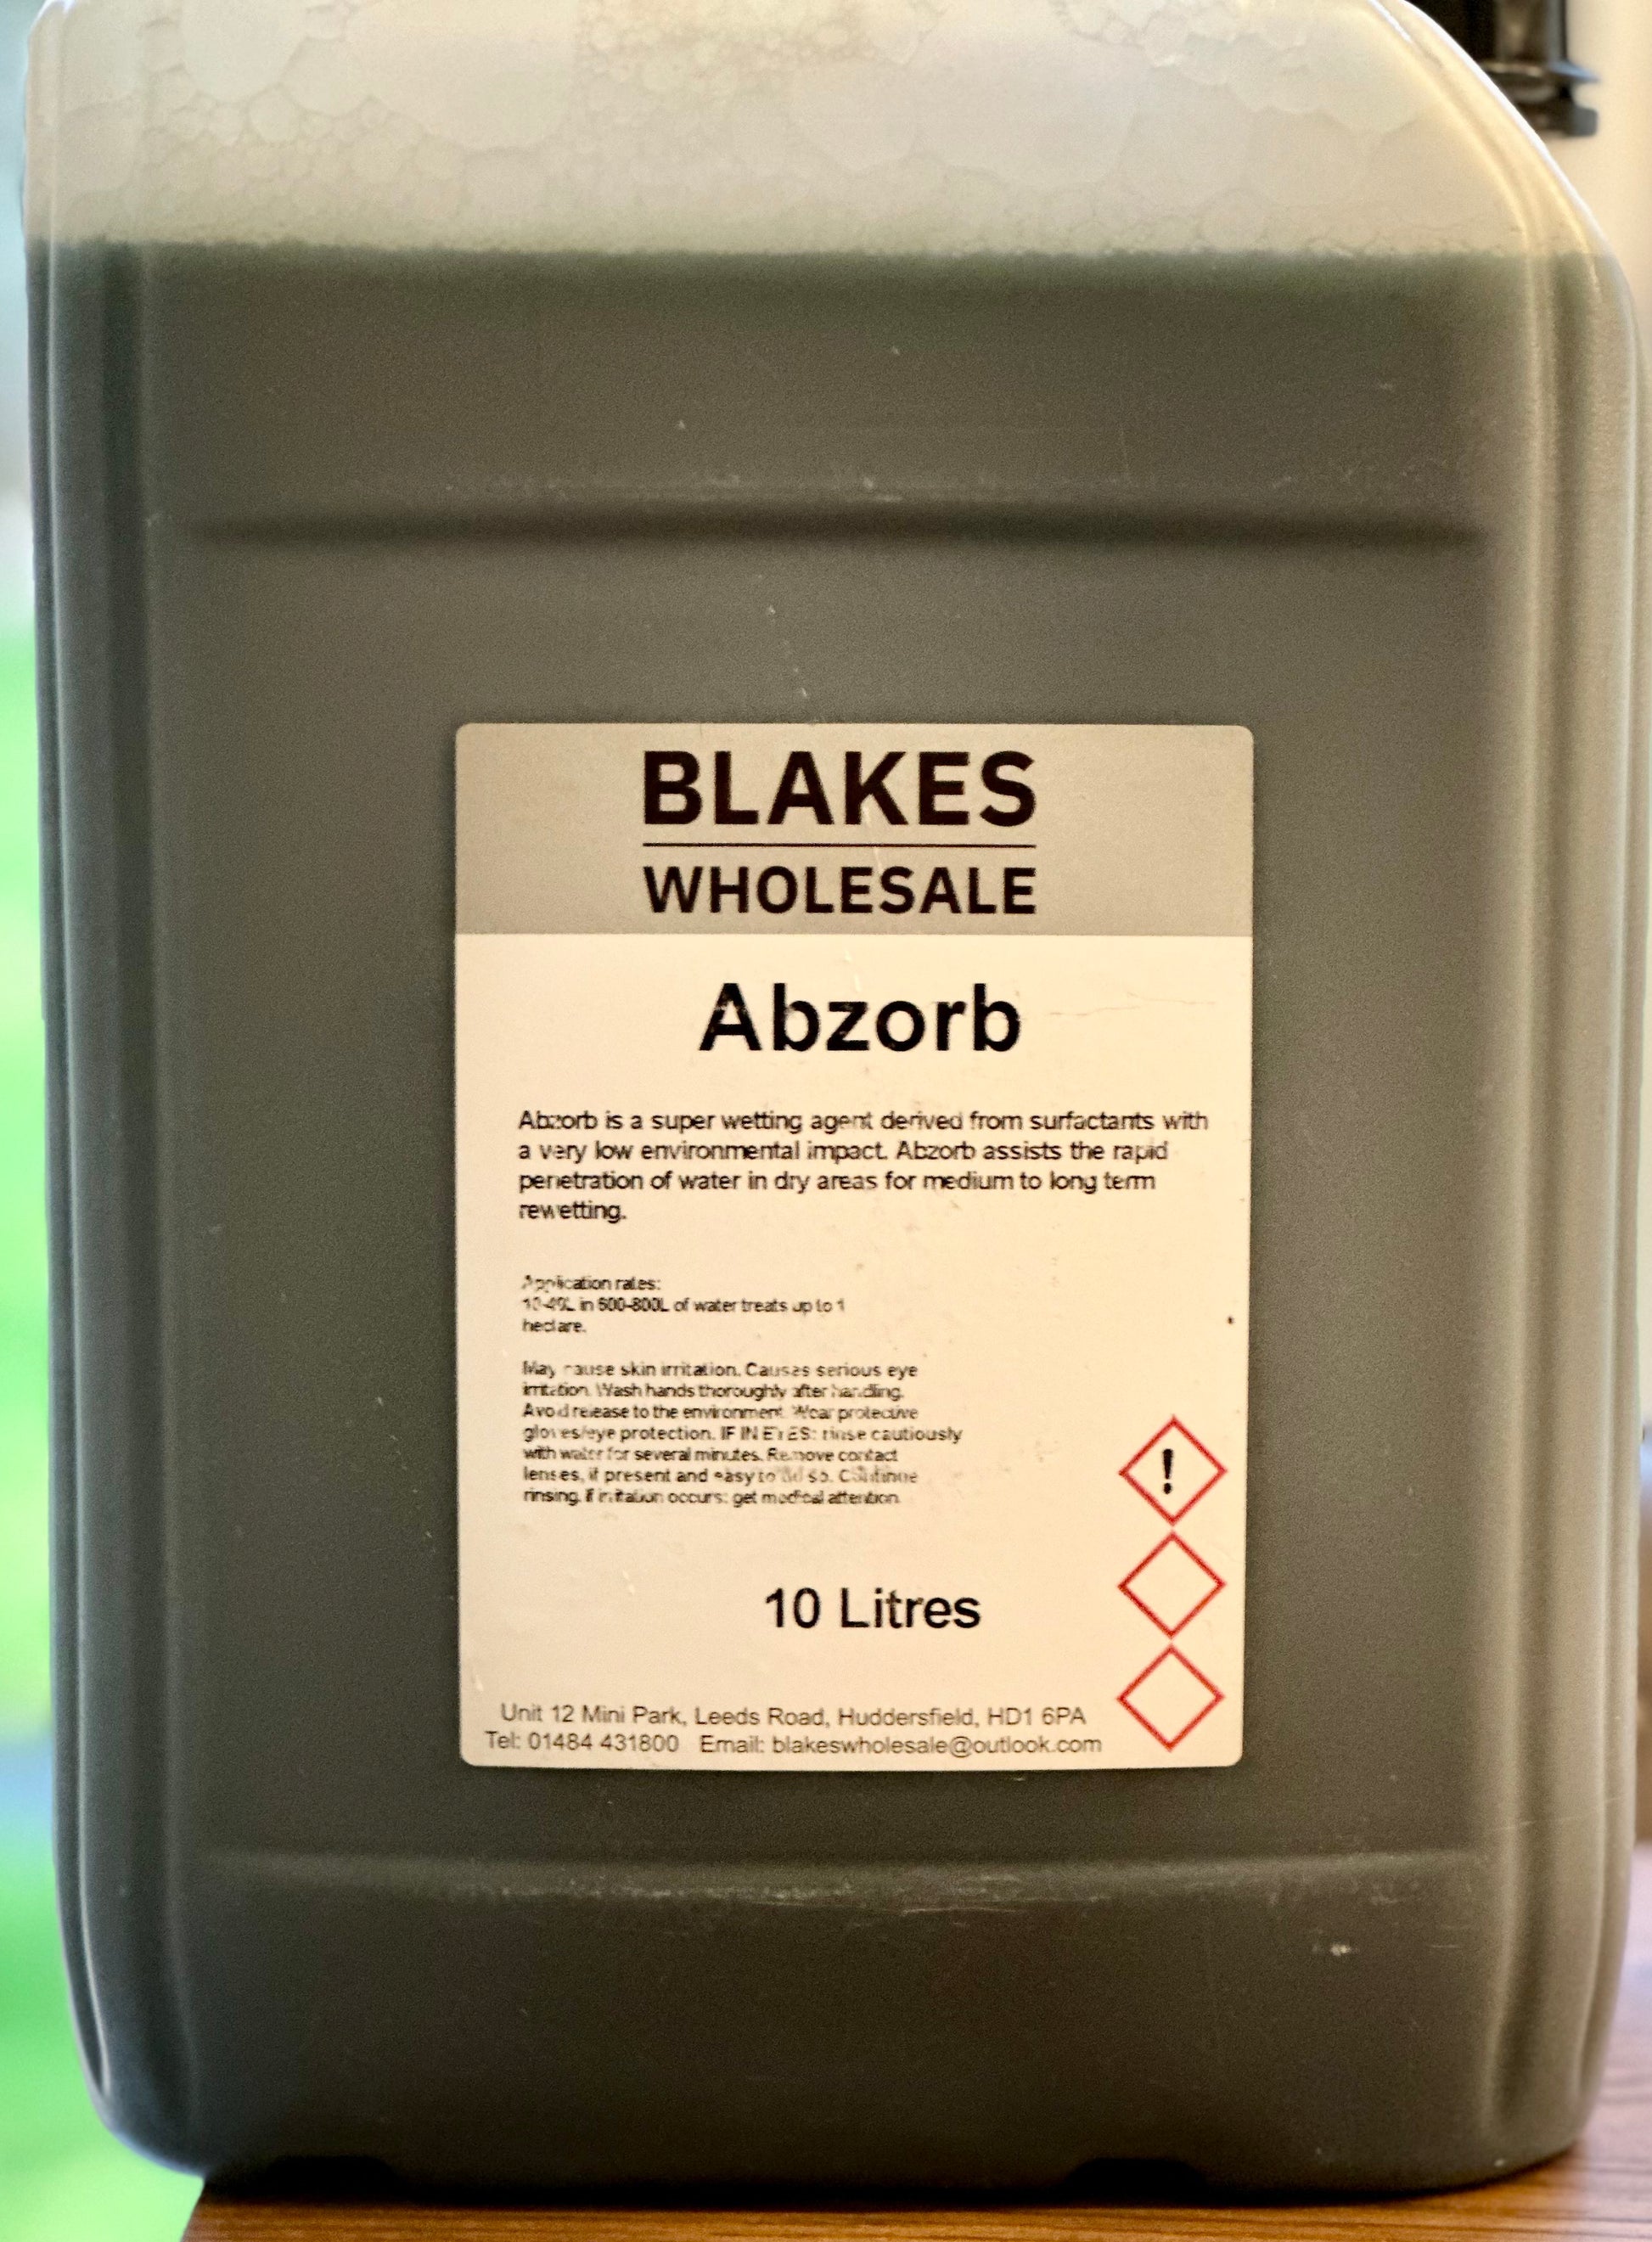 BLAKES
WHOLESALE
Abzorb
Abzorb is a super wetting agent derived from surfactants with
a very low environmental impact. Abzorb assists the rapid
penetration of water in dry areas for medium to long term
rewetting.
Application rates:
in 600-800L of water treats up to 1
hectare.
May cause skin irritation. Causes serious eye
irritation. Wash hands thoroughly after handling.
Avoid release to the environment. Wear protective
gloves/eye protection. IF IN EYES: rinse cautiously
with water for several minutes. Remove contact
lenses, if present and easy to do so. Continue
rinsing. If irritation occurs: get medical attention.
!
10 Litres
Unit 12 Mini Park, Leeds Road, Huddersfield, HD1 6PA
Tel: 01484 431800 Email: blakeswholesale@outlook.com